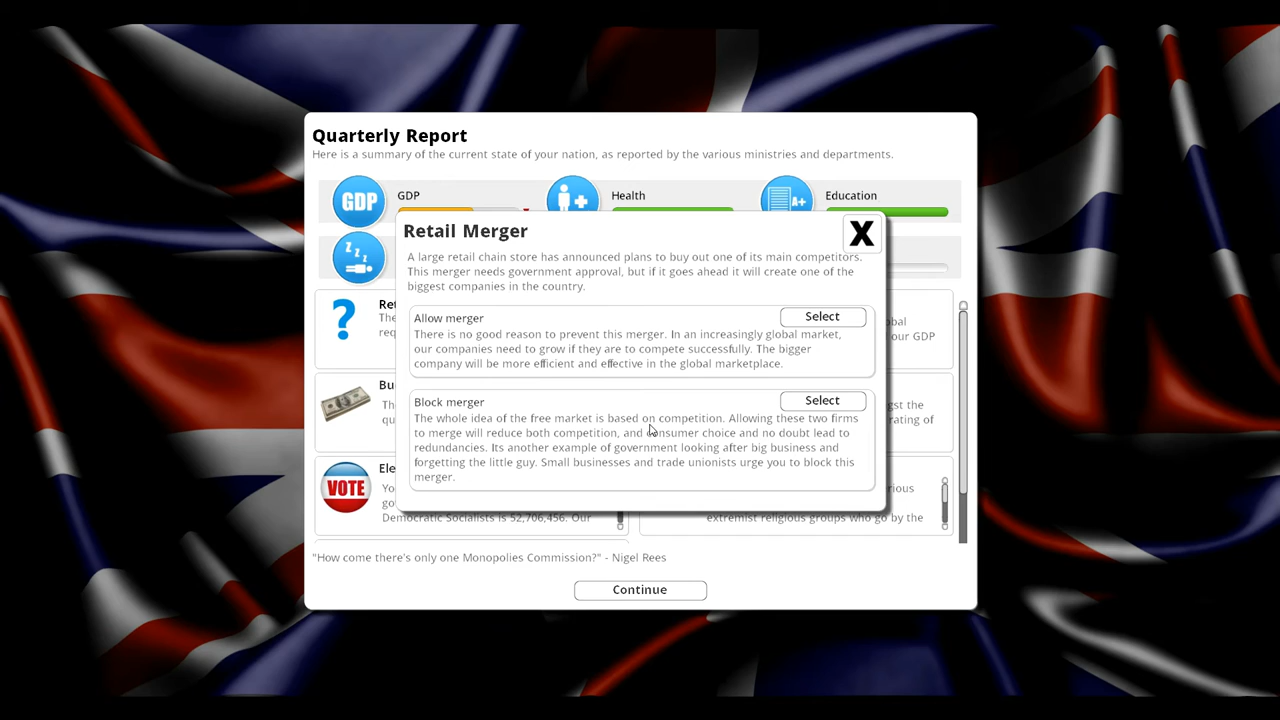 Quarterly Report
Here is a summary of the current state of your nation, as reported by the various ministries and departments.
GDP
GDP
Health
A+
Education
Retail Merger
X
A large retail chain store has announced plans to buy out one of its main competitors.
This merger needs government approval, but if it goes ahead it will create one of the
biggest companies in the country.
Allow merger
Select
There is no good reason to prevent this merger. In an increasingly global market,
our companies need to grow if they are to compete successfully. The bigger
company will be more efficient and effective in the global marketplace.
Block merger
Select
The whole idea of the free market is based on competition. Allowing these two firms
to merge will reduce both competition, and consumer choice and no doubt lead to
redundancies. Its another example of government looking after big business and
forgetting the little guy. Small businesses and trade unionists urge you to block this
merger.
?
VOTE
Democratic Socialists is 52,706,456. Our
your GDP
extremist religious groups who go by the
"How come there's only one Monopolies Commission?" - Nigel Rees
Continue